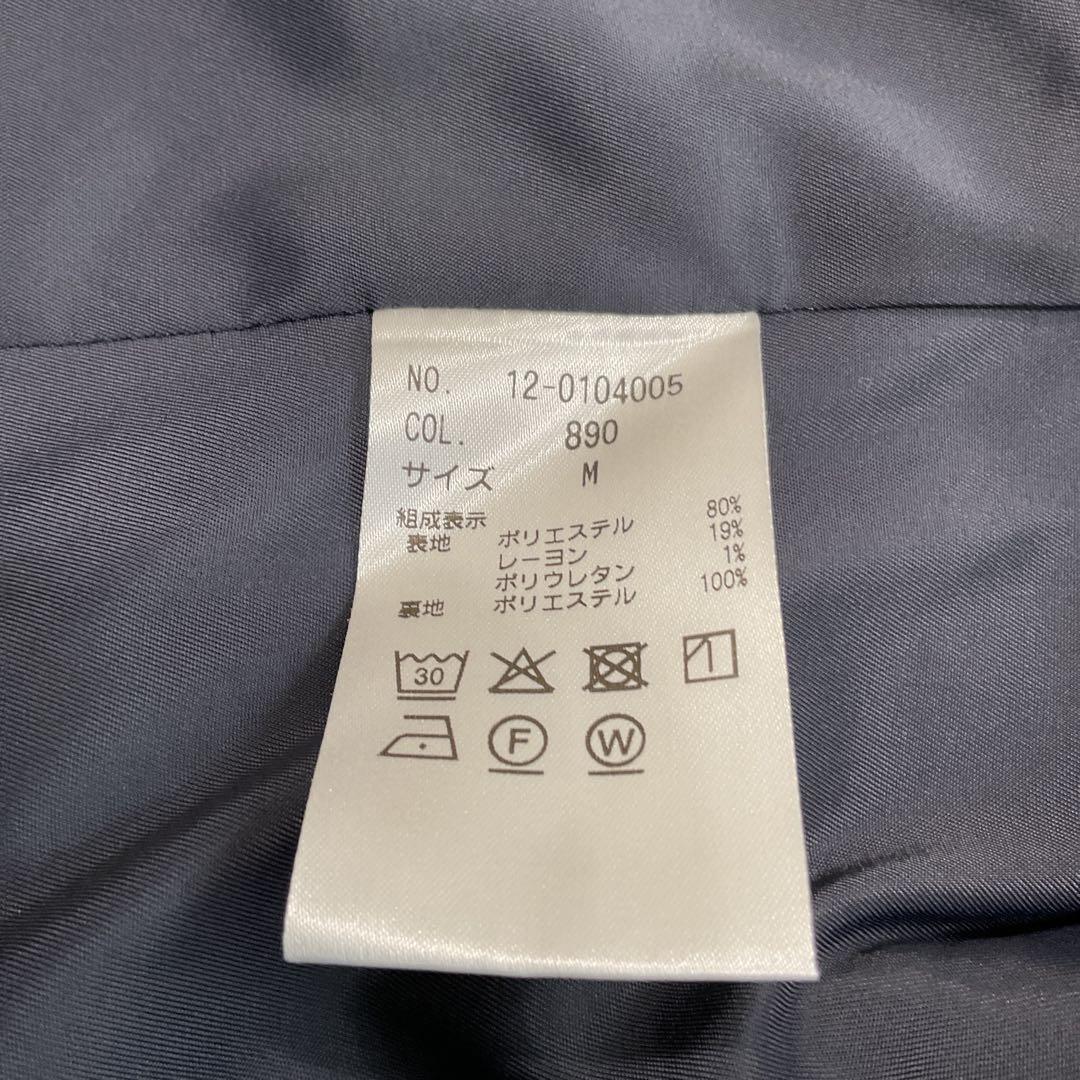 NO. 12-0104005
COL. 890
サイズ M
組成表示
表地 ポリエステル 80%
レーヨン 19%
ポリウレタン 1%
裏地 ポリエステル 100%
30
F W